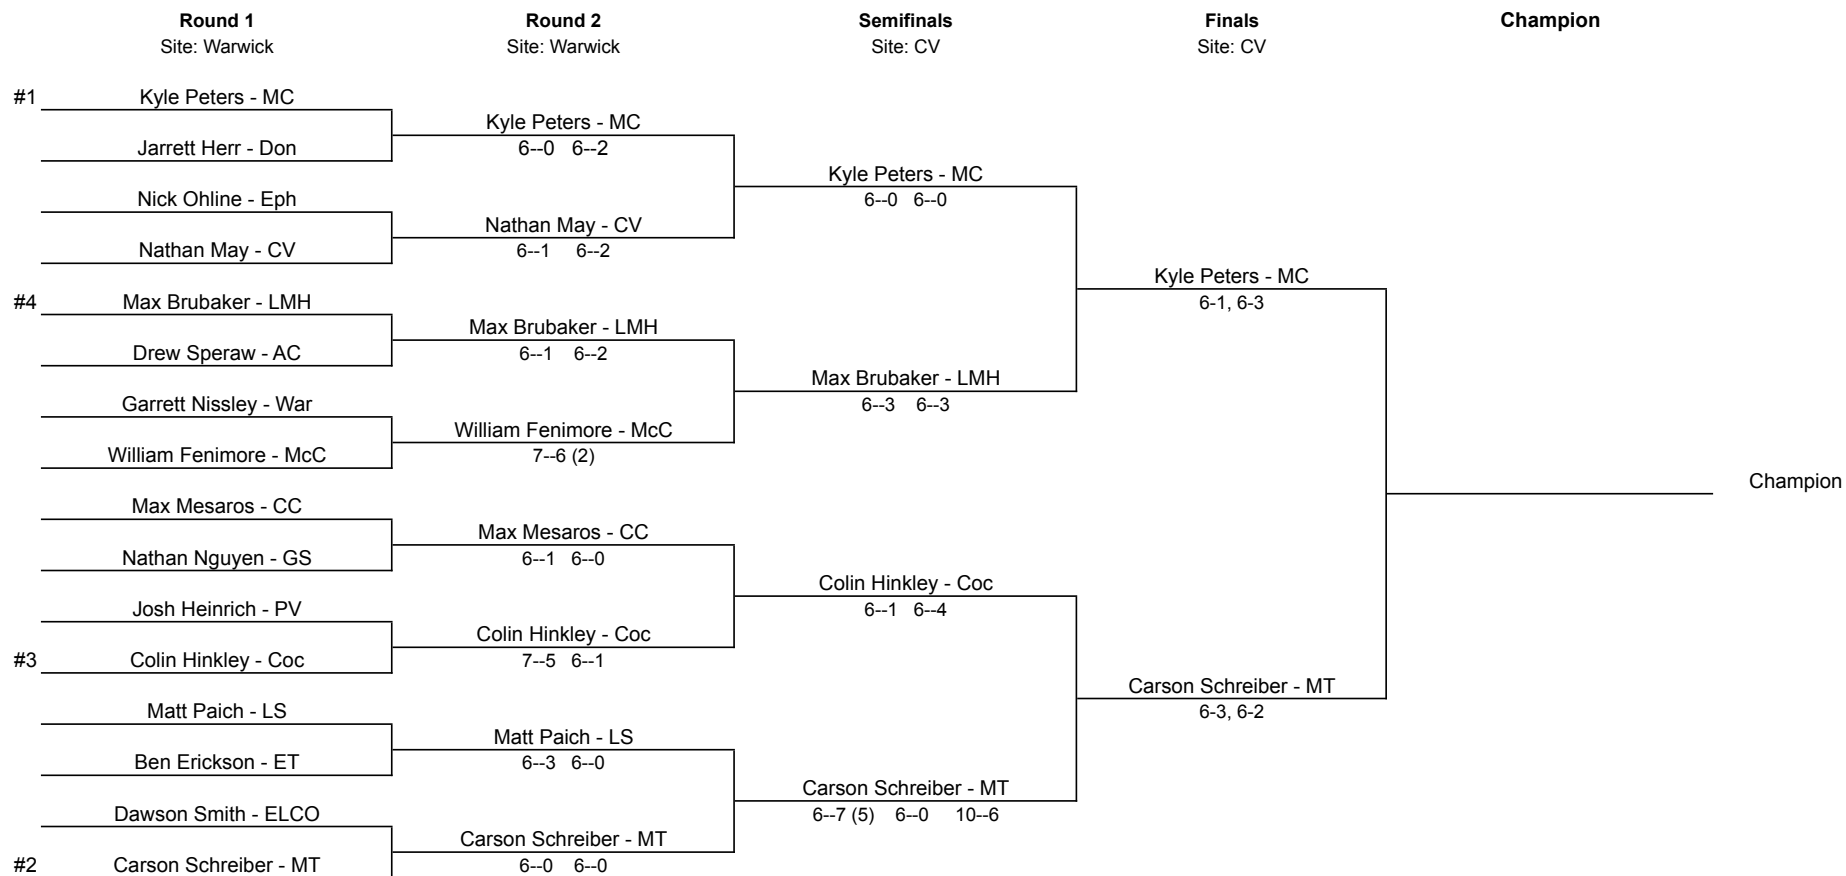 Round 1
Site: Warwick
Round 2
Site: Warwick
Semifinals
Site: CV
Finals
Site: CV
Champion
#1
Kyle Peters - MC
Jarrett Herr - Don
Nick Ohline - Eph
Nathan May - CV
#4
Max Brubaker - LMH
Drew Speraw - AC
Garrett Nissley - War
William Fenimore - McC
Max Mesaros - CC
Nathan Nguyen - GS
Josh Heinrich - PV
#3
Colin Hinkley - Coc
Matt Paich - LS
Ben Erickson - ET
Dawson Smith - ELCO
#2
Carson Schreiber - MT
Kyle Peters - MC
6--0 6--2
Nathan May - CV
6--1 6--2
Max Brubaker - LMH
6--1 6--2
William Fenimore - McC
7--6 (2)
Max Mesaros - CC
6--1 6--0
Colin Hinkley - Coc
7--5 6--1
Matt Paich - LS
6--3 6--0
Carson Schreiber - MT
6--0 6--0
Kyle Peters - MC
6--0 6--0
Max Brubaker - LMH
6--3 6--3
Colin Hinkley - Coc
6--1 6--4
Carson Schreiber - MT
6--7 (5) 6--0 10--6
Kyle Peters - MC
6-1, 6-3
Carson Schreiber - MT
6-3, 6-2
Champion